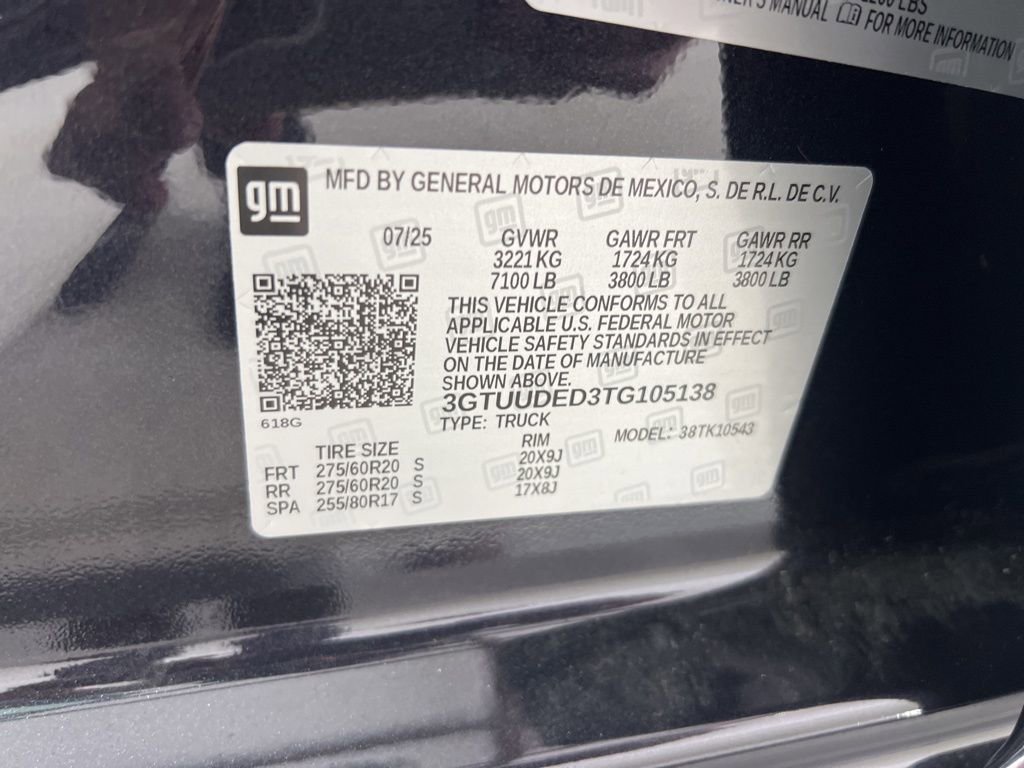 200 LBS
NER'S MANUAL FOR MORE INFORMATION
gm
MFD BY GENERAL MOTORS DE MEXICO, S. DE R.L. DE C.V.
07/25 GVWR GAWR FRT GAWR RR
3221 KG 1724 KG 1724 KG
7100 LB 3800 LB 3800 LB
THIS VEHICLE CONFORMS TO ALL
APPLICABLE U.S. FEDERAL MOTOR
VEHICLE SAFETY STANDARDS IN EFFECT
ON THE DATE OF MANUFACTURE
SHOWN ABOVE.
3GTUUDED3TG105138
618G
TYPE: TRUCK
MODEL: 38TK10543
TIRE SIZE RIM
FRT 275/60R20 S 20X9J
RR 275/60R20 S 20X9J
SPA 255/80R17 S 17X8J